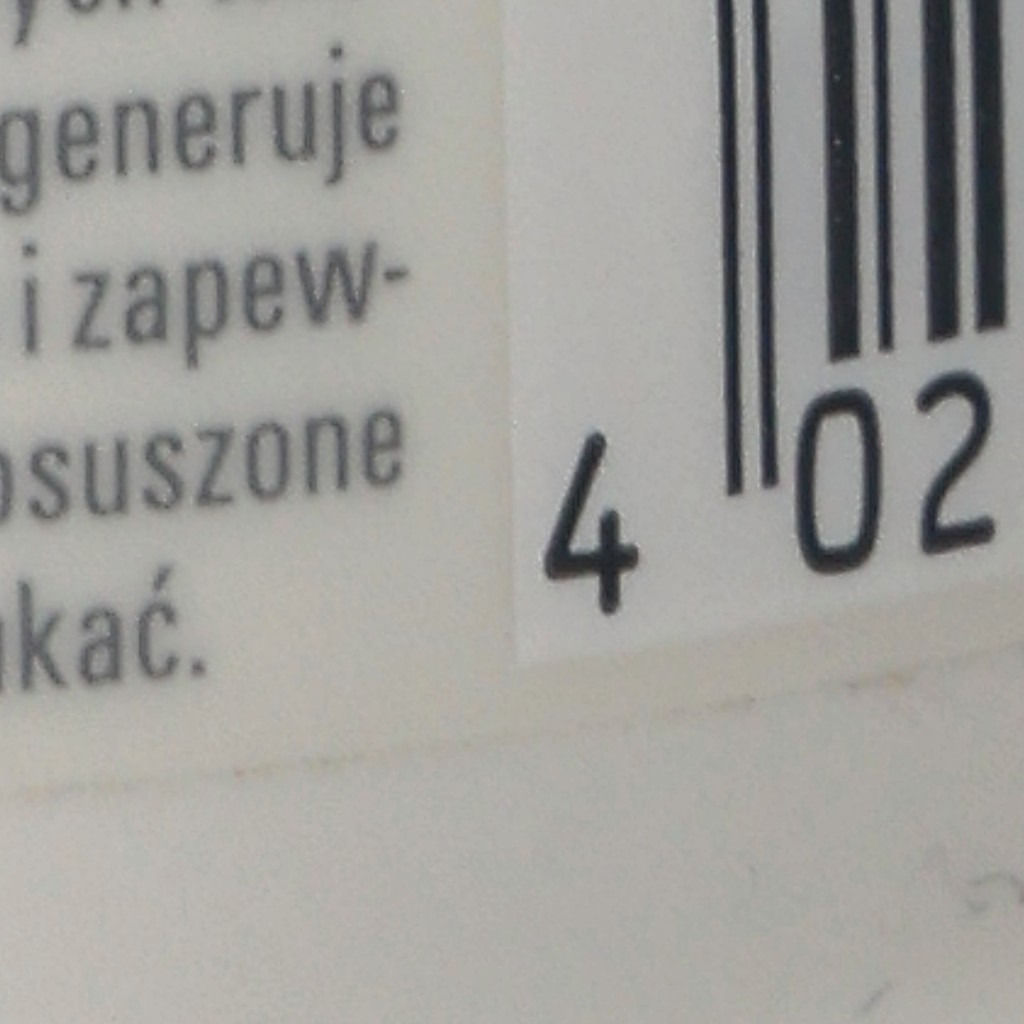 generuje
i zapew-
osuszone
kać.
4 02